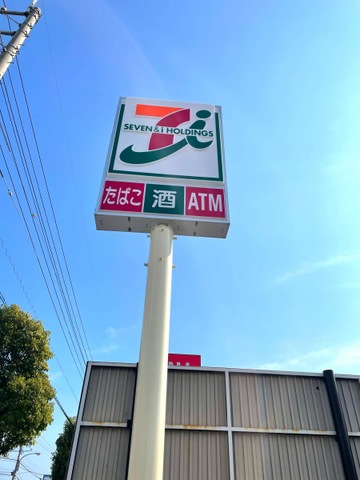 SEVEN & i HOLDINGS
たばこ 酒 ATM